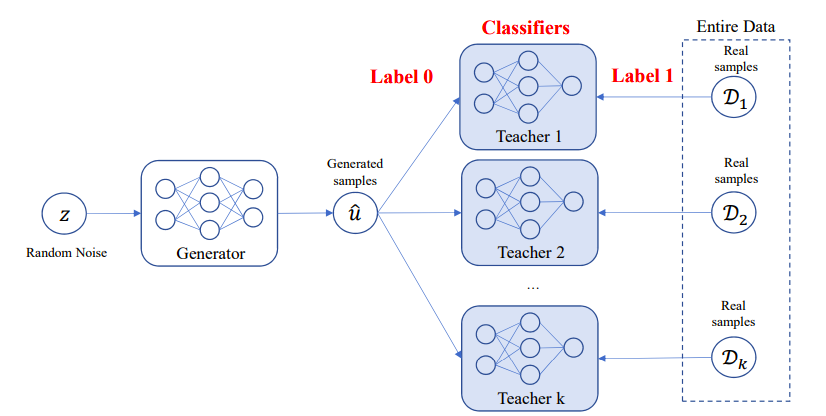 Classifiers
Entire Data
Label 0
Label 1
Real
samples
𝒟₁
Teacher 1
Generated
samples
Real
samples
z
û
𝒟₂
Random Noise
Generator
Teacher 2
...
Real
samples
𝒟ₖ
Teacher k